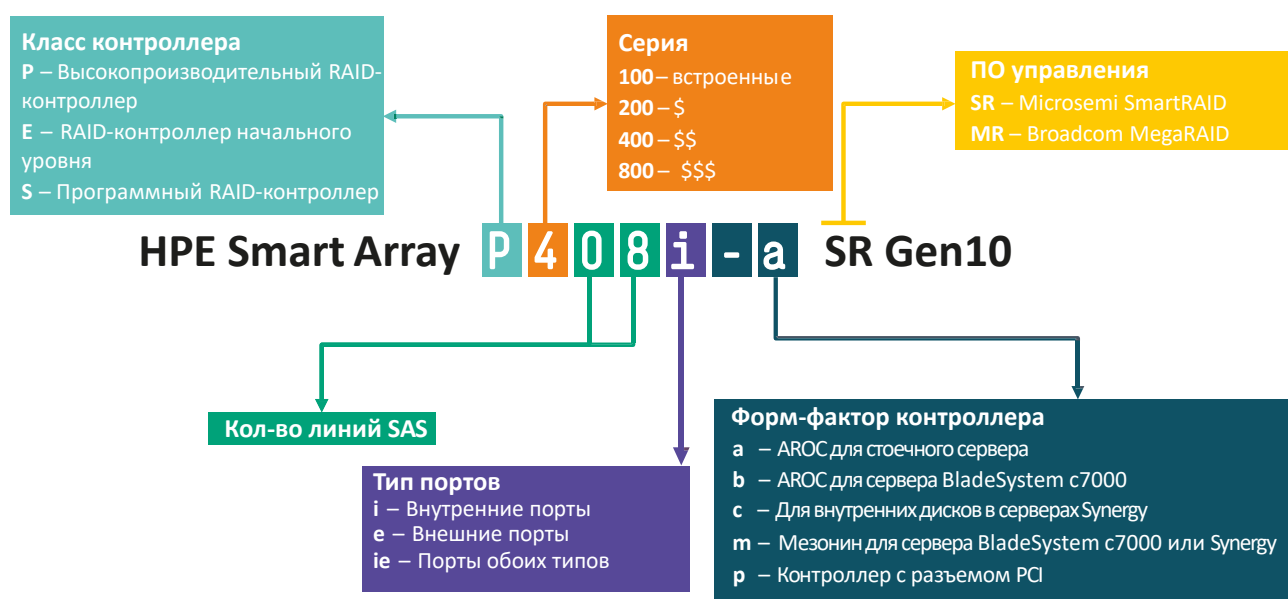 Класс контроллера
P – Высокопроизводительный RAID-
контроллер
E – RAID-контроллер начального
уровня
S – Программный RAID-контроллер
Серия
100 – встроенные
200 – $
400 – $$
800 – $$$
ПО управления
SR – Microsemi SmartRAID
MR – Broadcom MegaRAID
HPE Smart Array P408i-a SR Gen10
Кол-во линий SAS
Тип портов
i – Внутренние порты
e – Внешние порты
ie – Порты обоих типов
Форм-фактор контроллера
a – AROC для стоечного сервера
b – AROC для сервера BladeSystem c7000
c – Для внутренних дисков в серверах Synergy
m – Мезонин для сервера BladeSystem c7000 или Synergy
p – Контроллер с разъемом PCI